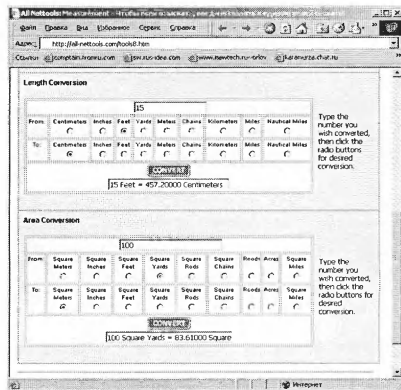 All Nettools: Measurement
Файл Правка Вид Избранное Сервис Справка
Адрес: http://all-nettools.com/tools8.htm
Ссылки
Length Conversion
15
From: Centimeters Inches Feet Yards Meters Chains Kilometers Miles Nautical Miles
To: Centimeters Inches Feet Yards Meters Chains Kilometers Miles Nautical Miles
CONVERT
15 Feet = 457.20000 Centimeters
Type the
number you
wish converted,
then click the
radio buttons
for desired
conversion.
Area Conversion
100
From: Square Meters Square Inches Square Feet Square Yards Square Rods Square Chains Roods Acres Square Miles
To: Square Meters Square Inches Square Feet Square Yards Square Rods Square Chains Roods Acres Square Miles
CONVERT
100 Square Yards = 83.61000 Square
Type the
number you
wish converted,
then click the
radio buttons for
desired
conversion.
Интернет